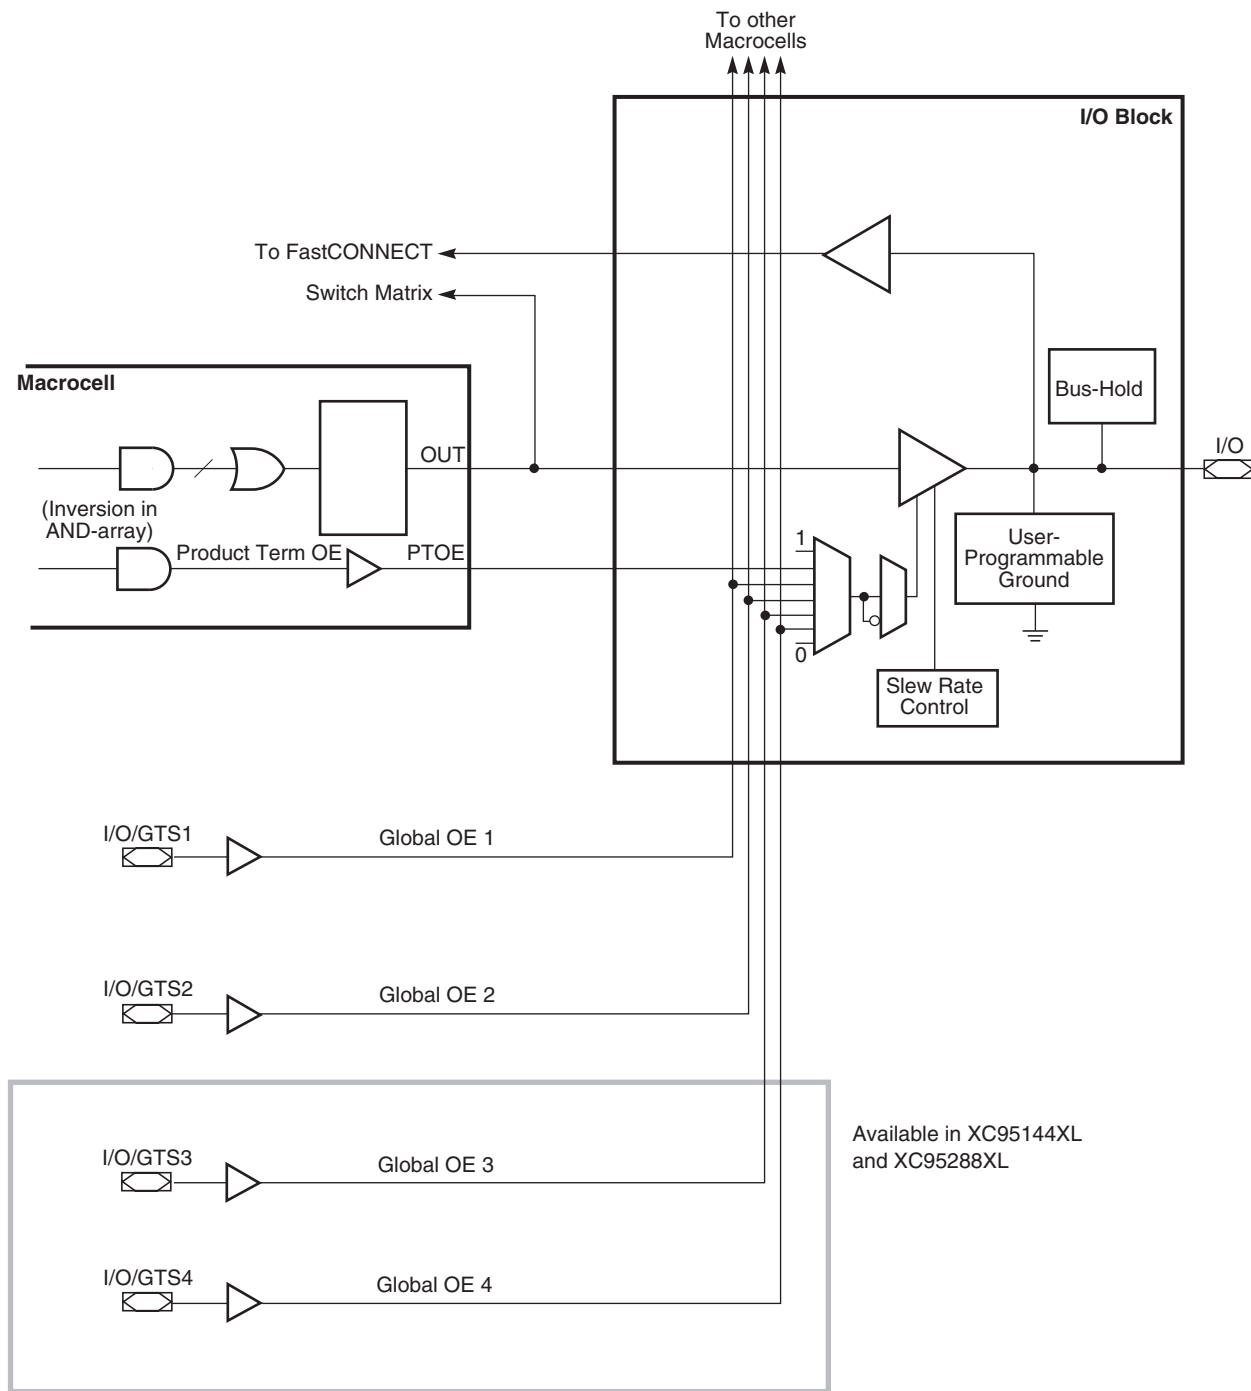 To other
Macrocells
I/O Block
To FastCONNECT
Switch Matrix
Macrocell
Bus-Hold
OUT
I/O
(Inversion in
AND-array)
Product Term OE
PTOE
1
User-
Programmable
Ground
0
Slew Rate
Control
I/O/GTS1
Global OE 1
I/O/GTS2
Global OE 2
Available in XC95144XL
and XC95288XL
I/O/GTS3
Global OE 3
I/O/GTS4
Global OE 4